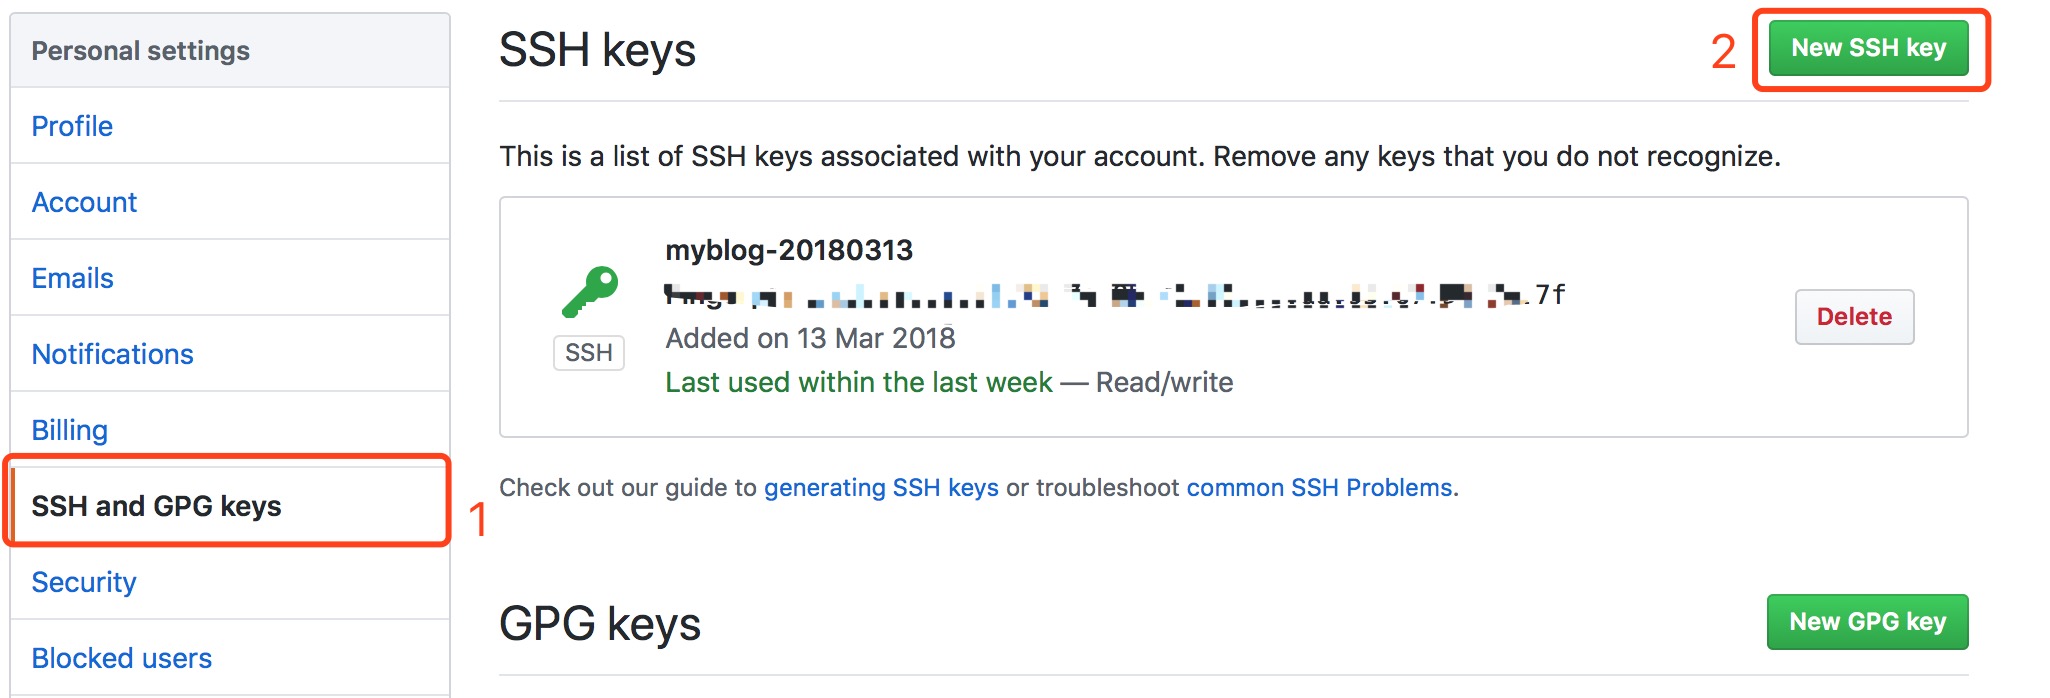 Personal settings
Profile
Account
Emails
Notifications
Billing
SSH and GPG keys
1
Security
Blocked users
SSH keys
2
New SSH key
This is a list of SSH keys associated with your account. Remove any keys that you do not recognize.
SSH
myblog-20180313
7f
Added on 13 Mar 2018
Last used within the last week — Read/write
Delete
Check out our guide to generating SSH keys or troubleshoot common SSH Problems.
GPG keys
New GPG key